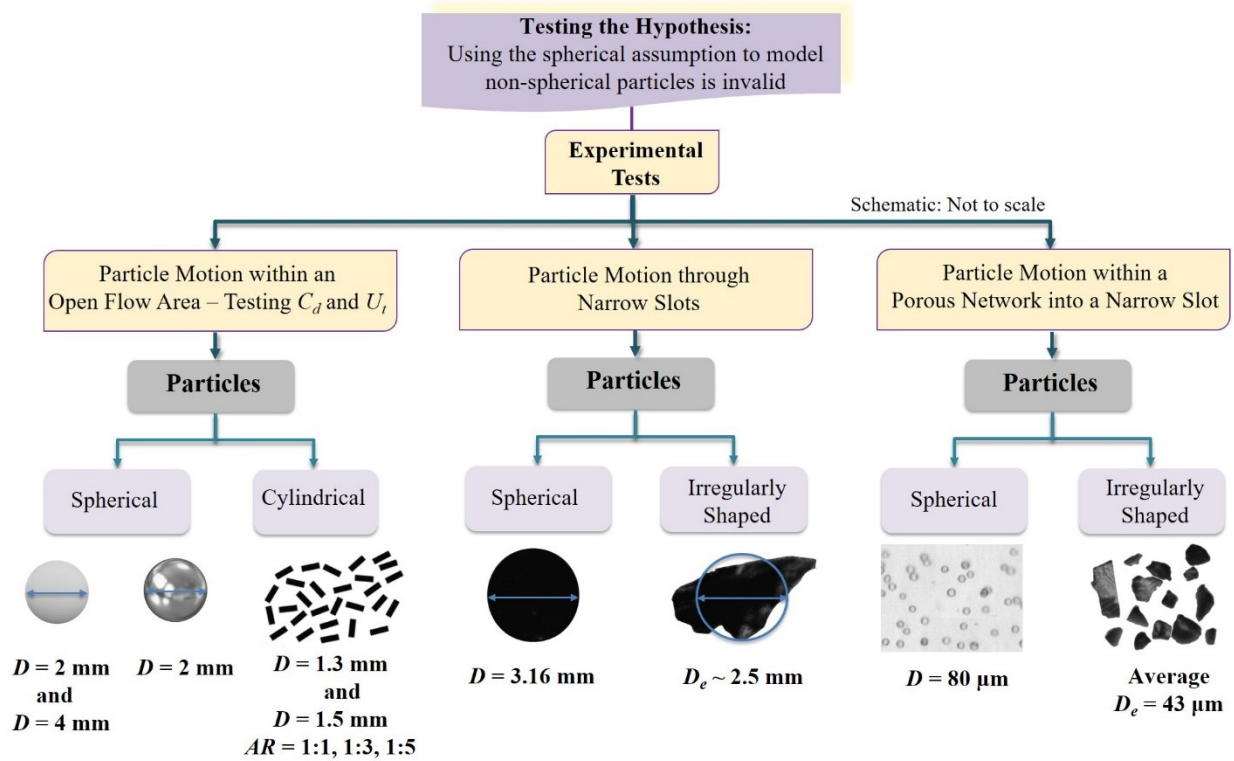 Testing the Hypothesis:
Using the spherical assumption to model
non-spherical particles is invalid
Experimental
Tests
Schematic: Not to scale
Particle Motion within an
Open Flow Area – Testing C_d and U_t
Particles
Spherical
Cylindrical
D = 2 mm
and
D = 4 mm
D = 2 mm
D = 1.3 mm
and
D = 1.5 mm
AR = 1:1, 1:3, 1:5
Particle Motion through
Narrow Slots
Particles
Spherical
Irregularly
Shaped
D = 3.16 mm
D_e ~ 2.5 mm
Particle Motion within a
Porous Network into a Narrow Slot
Particles
Spherical
Irregularly
Shaped
D = 80 µm
Average
D_e = 43 µm